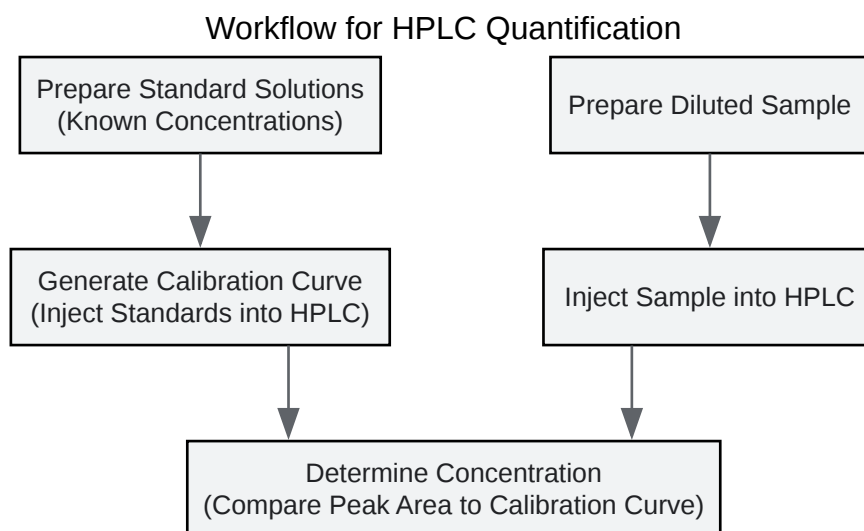 Workflow for HPLC Quantification
Prepare Standard Solutions
(Known Concentrations)
Prepare Diluted Sample
Generate Calibration Curve
(Inject Standards into HPLC)
Inject Sample into HPLC
Determine Concentration
(Compare Peak Area to Calibration Curve)